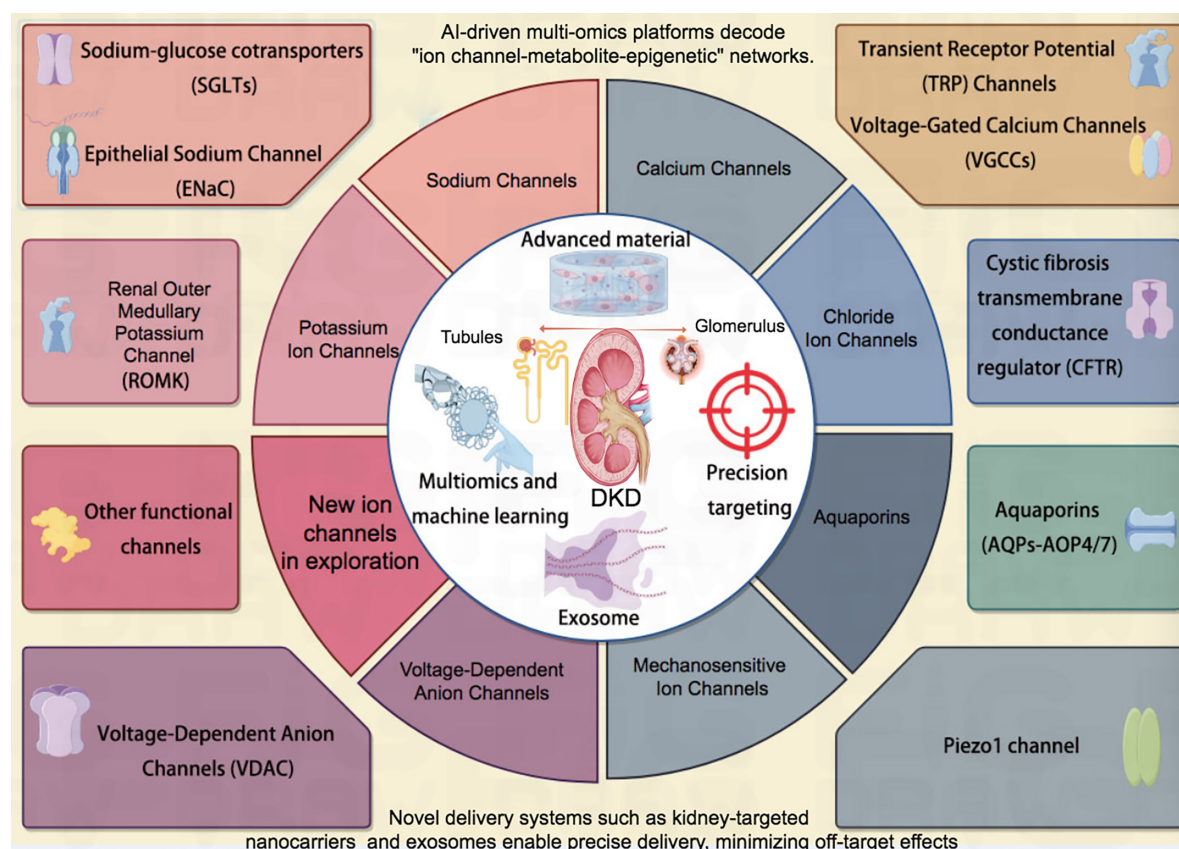 AI-driven multi-omics platforms decode
"ion channel-metabolite-epigenetic" networks.
Sodium-glucose cotransporters
(SGLTs)
Epithelial Sodium Channel
(ENaC)
Transient Receptor Potential
(TRP) Channels
Voltage-Gated Calcium Channels
(VGCCs)
Sodium Channels
Calcium Channels
Renal Outer
Medullary
Potassium
Channel
(ROMK)
Potassium
Ion Channels
Chloride
Ion Channels
Cystic fibrosis
transmembrane
conductance
regulator (CFTR)
Advanced material
Tubules
Glomerulus
Multiomics and
machine learning
DKD
Precision
targeting
Exosome
Other functional
channels
New ion
channels
in exploration
Aquaporins
Aquaporins
(AQPs-AOP4/7)
Voltage-Dependent
Anion Channels
Mechanosensitive
Ion Channels
Voltage-Dependent Anion
Channels (VDAC)
Piezo1 channel
Novel delivery systems such as kidney-targeted
nanocarriers and exosomes enable precise delivery, minimizing off-target effects